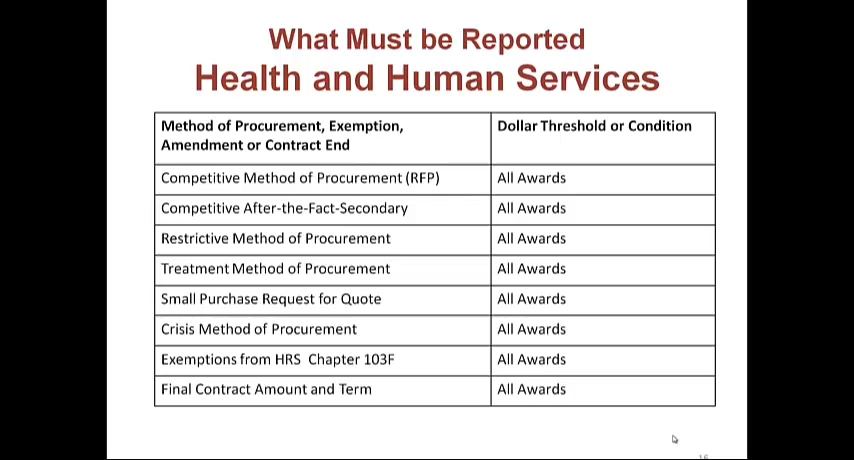 What Must be Reported
Health and Human Services
Method of Procurement, Exemption, Amendment or Contract End
Dollar Threshold or Condition
Competitive Method of Procurement (RFP)
All Awards
Competitive After-the-Fact-Secondary
All Awards
Restrictive Method of Procurement
All Awards
Treatment Method of Procurement
All Awards
Small Purchase Request for Quote
All Awards
Crisis Method of Procurement
All Awards
Exemptions from HRS Chapter 103F
All Awards
Final Contract Amount and Term
All Awards